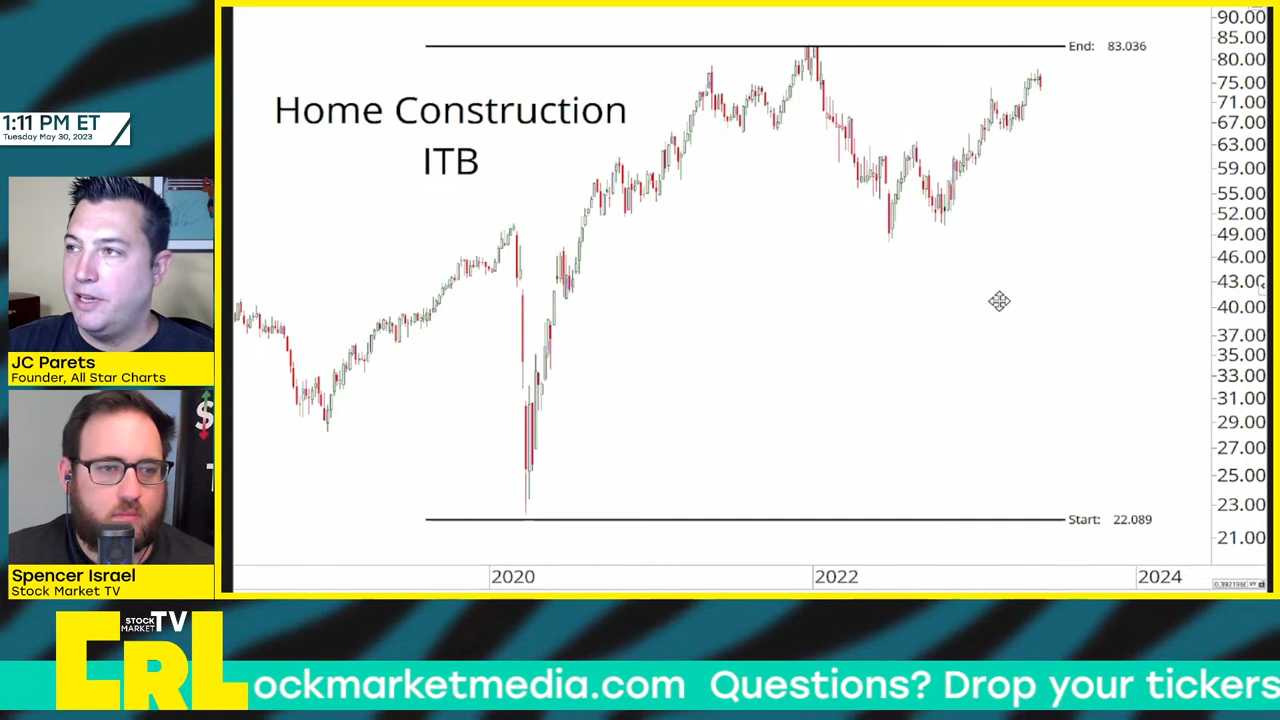 1:11 PM ET
Tuesday May 30, 2023
JC Parets
Founder, All Star Charts
Spencer Israel
Stock Market TV
Home Construction
ITB
End: 83.036
Start: 22.089
90.00
85.00
80.00
75.00
71.00
67.00
63.00
59.00
55.00
52.00
49.00
46.00
43.00
40.00
37.00
35.00
33.00
31.00
29.00
27.00
25.00
23.00
21.00
2020
2022
2024
STOCK
MARKET
TV
ERL
ockmarketmedia.com Questions? Drop your tickers